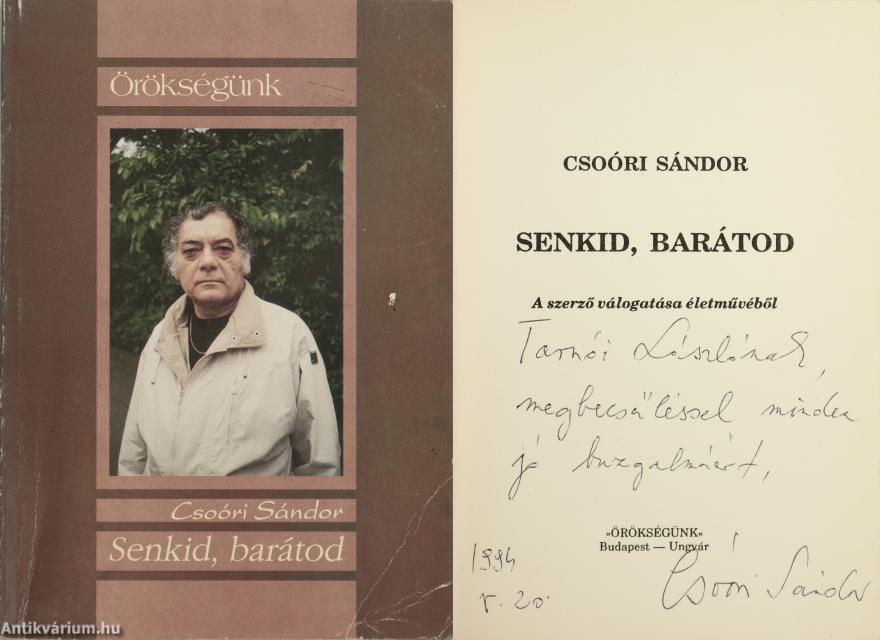 Örökségünk
Csoóri Sándor
Senkid, barátod
Antikvárium.hu
CSOÓRI SÁNDOR
SENKID, BARÁTOD
A szerző válogatása életművéből
Tarnói Lászlónak,
megbecsüléssel minden
jó buzgalmáért,
»ÖRÖKSÉGÜNK«
Budapest — Ungvár
1994
V. 20.
Csoóri Sándor